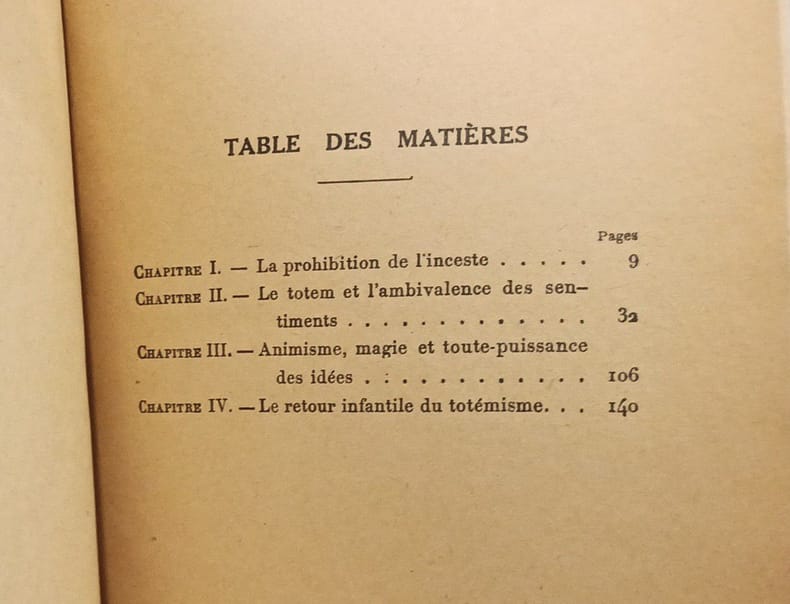 TABLE DES MATIÈRES
Pages
CHAPITRE I. — La prohibition de l'inceste . . . . . 9
CHAPITRE II. — Le totem et l'ambivalence des sen-
timents . . . . . . . . . . . . . 32
CHAPITRE III. — Animisme, magie et toute-puissance
des idées . . . . . . . . . . . . 106
CHAPITRE IV. — Le retour infantile du totémisme. . . 140